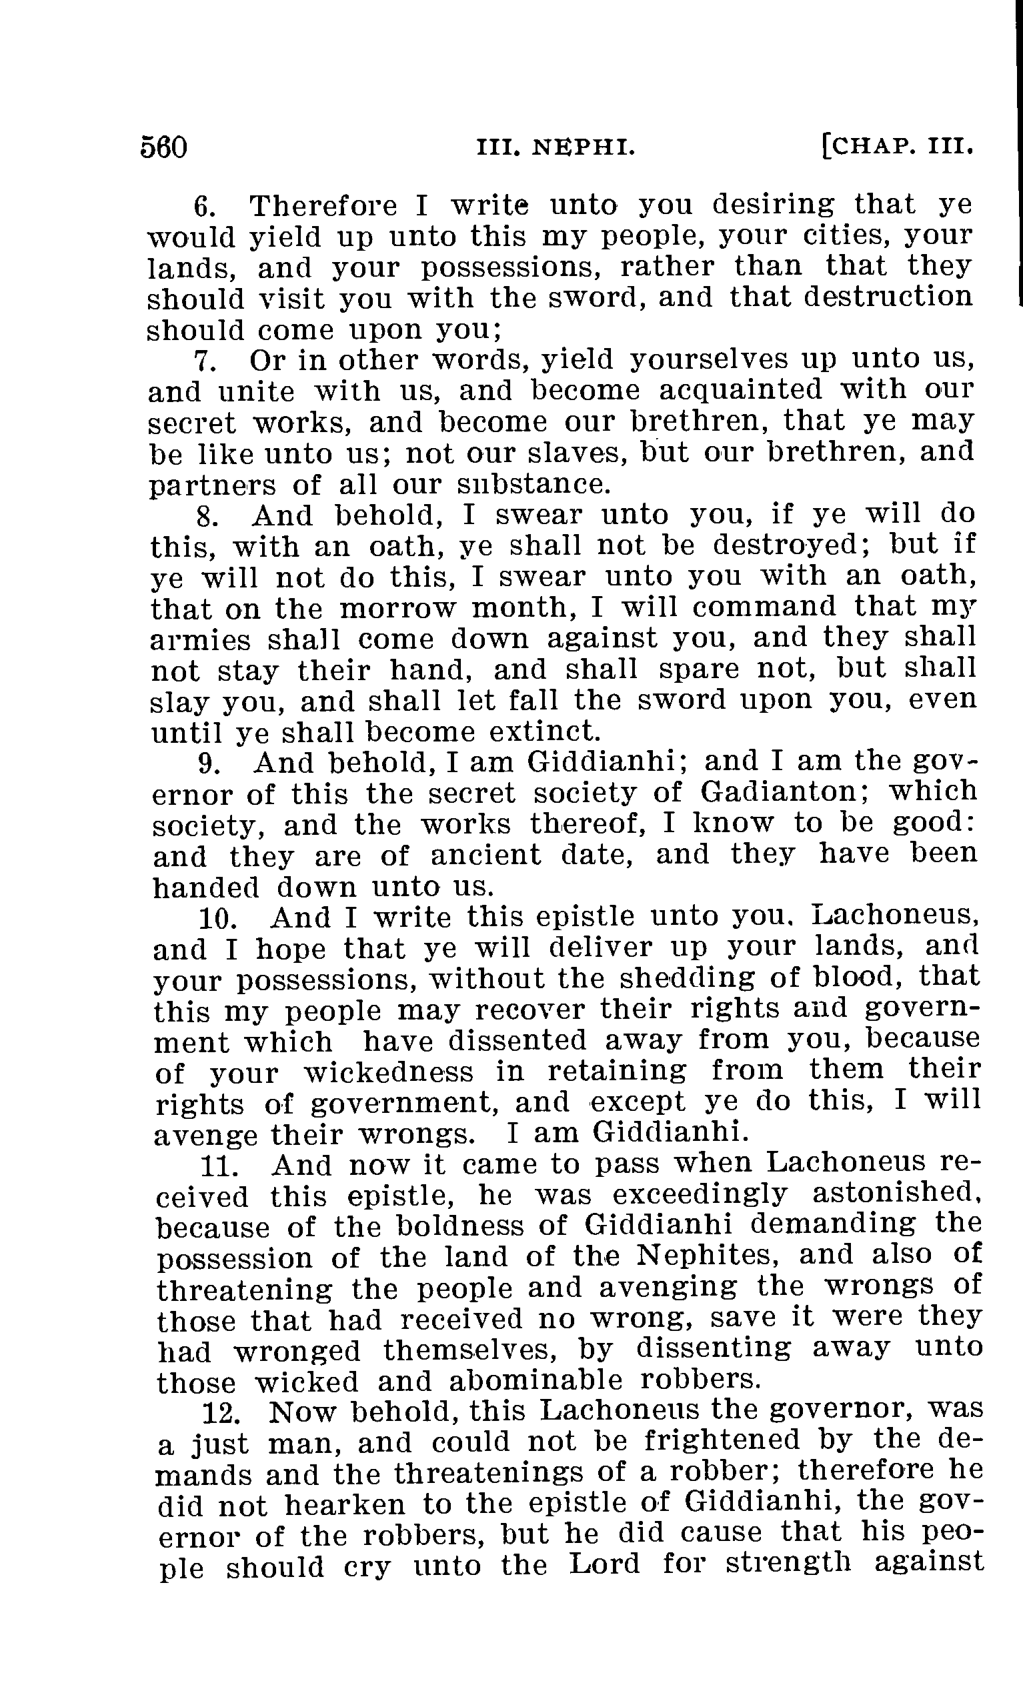 560 III. NEPHI. [CHAP. III.
6. Therefore I write unto you desiring that ye
would yield up unto this my people, your cities, your
lands, and your possessions, rather than that they
should visit you with the sword, and that destruction
should come upon you;
7. Or in other words, yield yourselves up unto us,
and unite with us, and become acquainted with our
secret works, and become our brethren, that ye may
be like unto us; not our slaves, but our brethren, and
partners of all our substance.
8. And behold, I swear unto you, if ye will do
this, with an oath, ye shall not be destroyed; but if
ye will not do this, I swear unto you with an oath,
that on the morrow month, I will command that my
armies shall come down against you, and they shall
not stay their hand, and shall spare not, but shall
slay you, and shall let fall the sword upon you, even
until ye shall become extinct.
9. And behold, I am Giddianhi; and I am the gov-
ernor of this the secret society of Gadianton; which
society, and the works thereof, I know to be good:
and they are of ancient date, and they have been
handed down unto us.
10. And I write this epistle unto you. Lachoneus,
and I hope that ye will deliver up your lands, and
your possessions, without the shedding of blood, that
this my people may recover their rights and govern-
ment which have dissented away from you, because
of your wickedness in retaining from them their
rights of government, and except ye do this, I will
avenge their wrongs. I am Giddianhi.
11. And now it came to pass when Lachoneus re-
ceived this epistle, he was exceedingly astonished,
because of the boldness of Giddianhi demanding the
possession of the land of the Nephites, and also of
threatening the people and avenging the wrongs of
those that had received no wrong, save it were they
had wronged themselves, by dissenting away unto
those wicked and abominable robbers.
12. Now behold, this Lachoneus the governor, was
a just man, and could not be frightened by the de-
mands and the threatenings of a robber; therefore he
did not hearken to the epistle of Giddianhi, the gov-
ernor of the robbers, but he did cause that his peo-
ple should cry unto the Lord for strength against